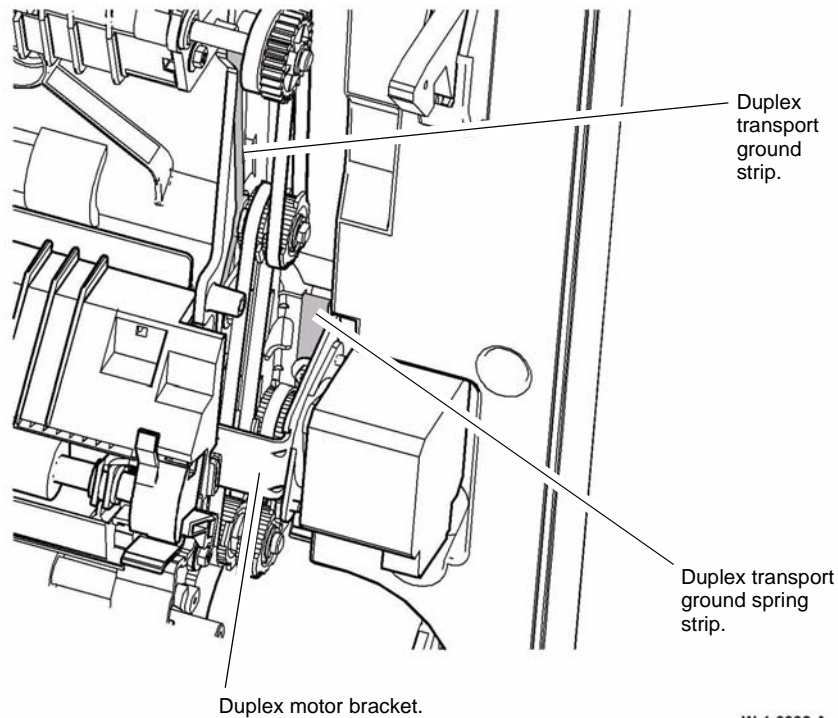 Duplex
transport
ground
strip.
Duplex transport
ground spring
strip.
Duplex motor bracket.